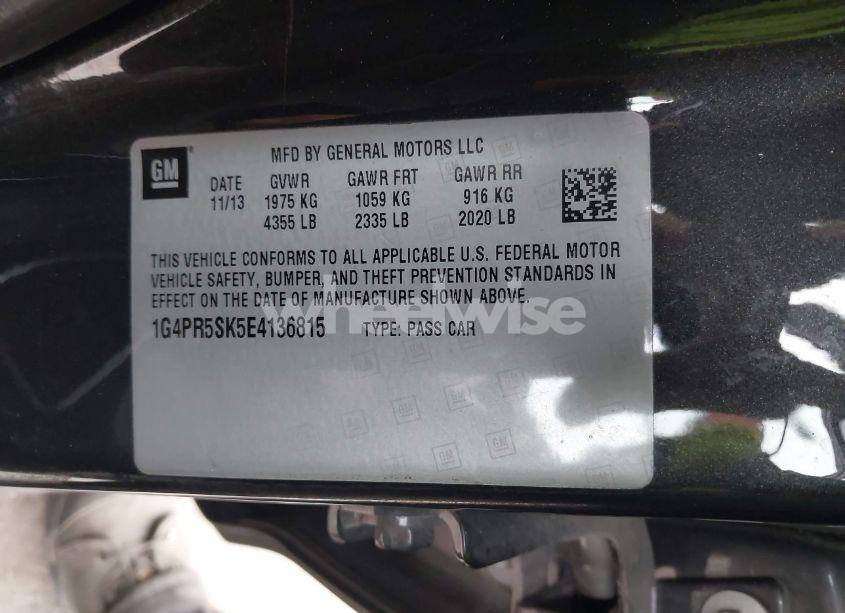 GM
MFD BY GENERAL MOTORS LLC
DATE GVWR GAWR FRT GAWR RR
11/13 1975 KG 1059 KG 916 KG
4355 LB 2335 LB 2020 LB
THIS VEHICLE CONFORMS TO ALL APPLICABLE U.S. FEDERAL MOTOR
VEHICLE SAFETY, BUMPER, AND THEFT PREVENTION STANDARDS IN
EFFECT ON THE DATE OF MANUFACTURE SHOWN ABOVE.
wheelwise
1G4PR5SK5E4136815 TYPE: PASS CAR